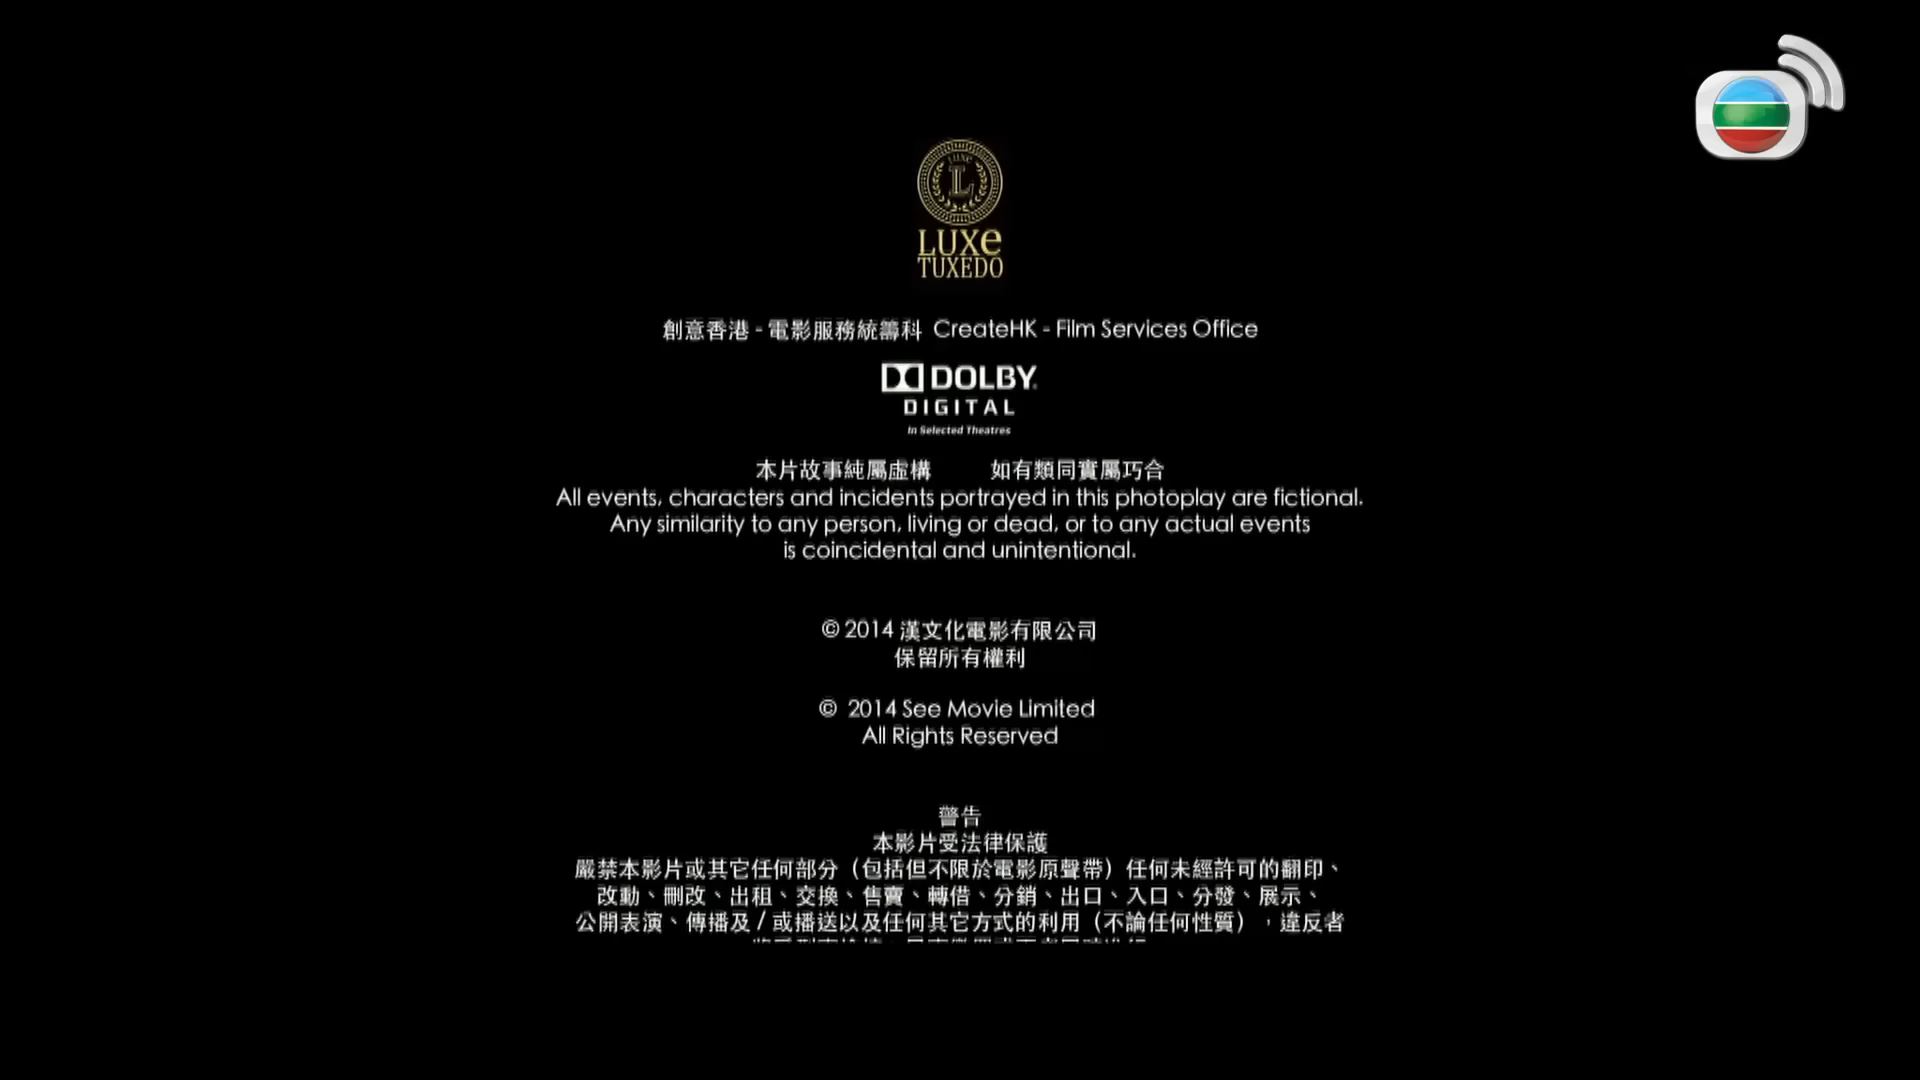 Luxe
L
LUXe
TUXEDO
創意香港 - 電影服務統籌科 CreateHK - Film Services Office
DOLBY
DIGITAL
In Selected Theatres
本片故事純屬虛構 如有類同實屬巧合
All events, characters and incidents portrayed in this photoplay are fictional.
Any similarity to any person, living or dead, or to any actual events
is coincidental and unintentional.
© 2014 漢文化電影有限公司
保留所有權利
© 2014 See Movie Limited
All Rights Reserved
警告
本影片受法律保護
嚴禁本影片或其它任何部分（包括但不限於電影原聲帶）任何未經許可的翻印、
改動、刪改、出租、交換、售賣、轉借、分銷、出口、入口、分發、展示、
公開表演、傳播及 / 或播送以及任何其它方式的利用（不論任何性質），違反者